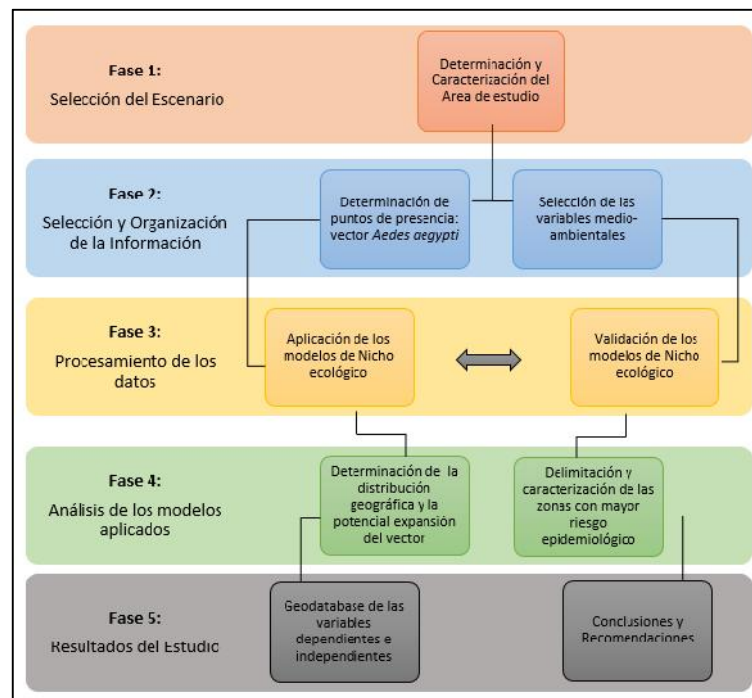 Fase 1:
Selección del Escenario
Determinación y
Caracterización del
Area de estudio
Fase 2:
Selección y Organización
de la Información
Determinación de
puntos de presencia:
vector Aedes aegypti
Selección de las
variables medio-
ambientales
Fase 3:
Procesamiento de los
datos
Aplicación de los
modelos de Nicho
ecológico
Validación de los
modelos de Nicho
ecológico
Fase 4:
Análisis de los modelos
aplicados
Determinación de la
distribución
geográfica y la
potencial expansión
del vector
Delimitación y
caracterización de las
zonas con mayor
riesgo
epidemiológico
Fase 5:
Resultados del Estudio
Geodatabase de las
variables
dependientes e
independientes
Conclusiones y
Recomendaciones